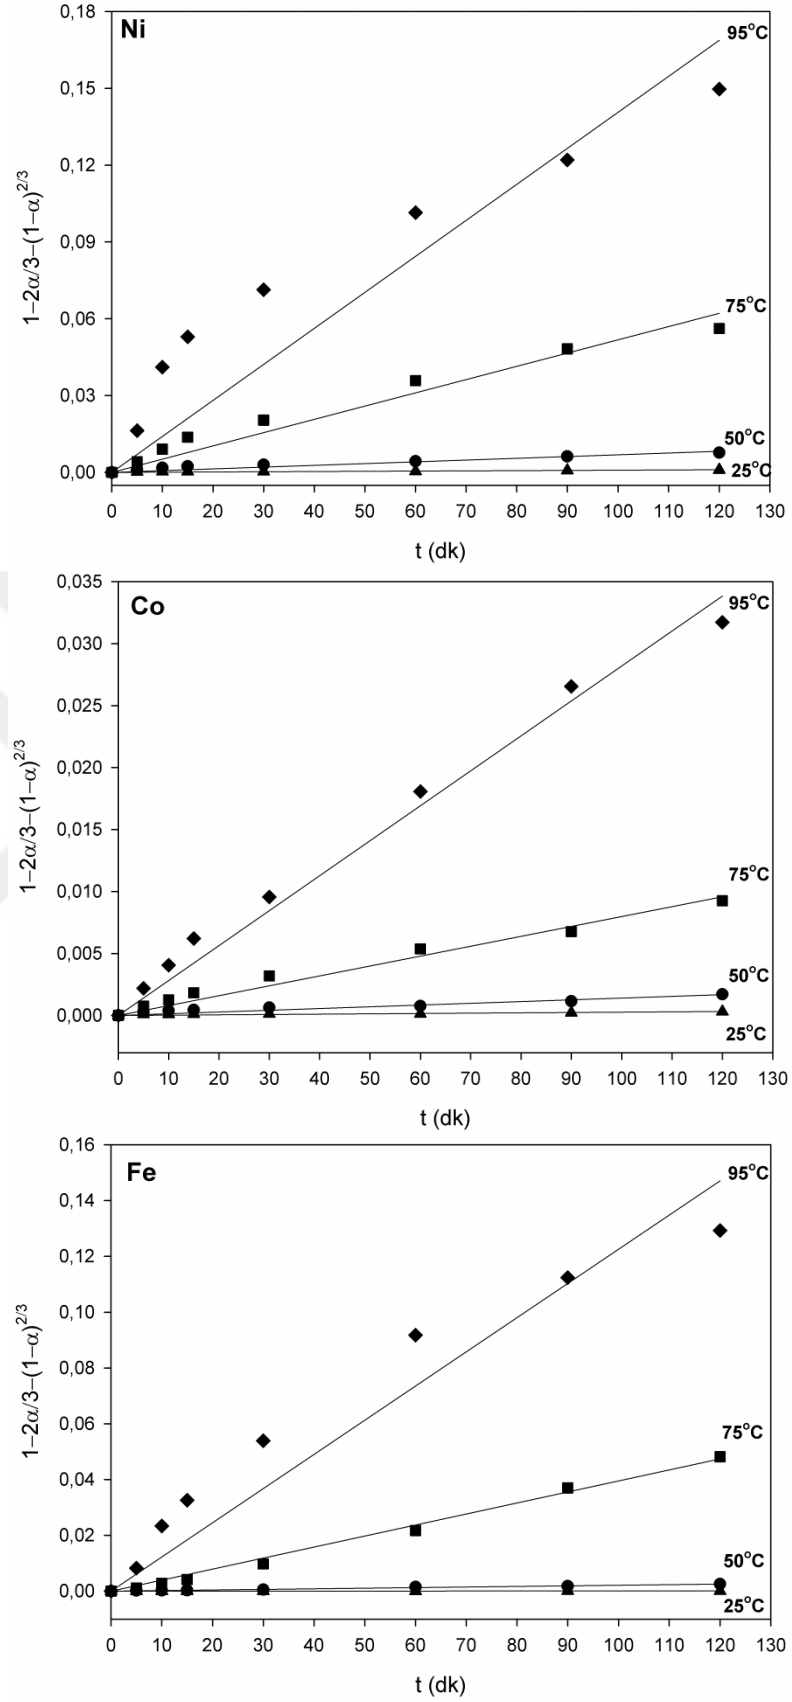 Ni
1−2α/3−(1−α)^2/3
0,18
0,15
0,12
0,09
0,06
0,03
0,00
95°C
75°C
50°C
25°C
0 10 20 30 40 50 60 70 80 90 100 110 120 130
t (dk)
Co
1−2α/3−(1−α)^2/3
0,035
0,030
0,025
0,020
0,015
0,010
0,005
0,000
95°C
75°C
50°C
25°C
0 10 20 30 40 50 60 70 80 90 100 110 120 130
t (dk)
Fe
1−2α/3−(1−α)^2/3
0,16
0,14
0,12
0,10
0,08
0,06
0,04
0,02
0,00
95°C
75°C
50°C
25°C
0 10 20 30 40 50 60 70 80 90 100 110 120 130
t (dk)